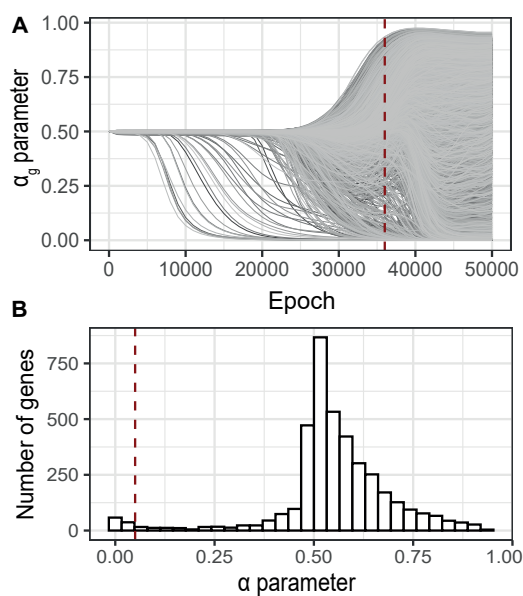 A
1.00
0.75
0.50
0.25
0.00
αg parameter
0 10000 20000 30000 40000 50000
Epoch
B
750
500
250
0
Number of genes
0.00 0.25 0.50 0.75 1.00
α parameter